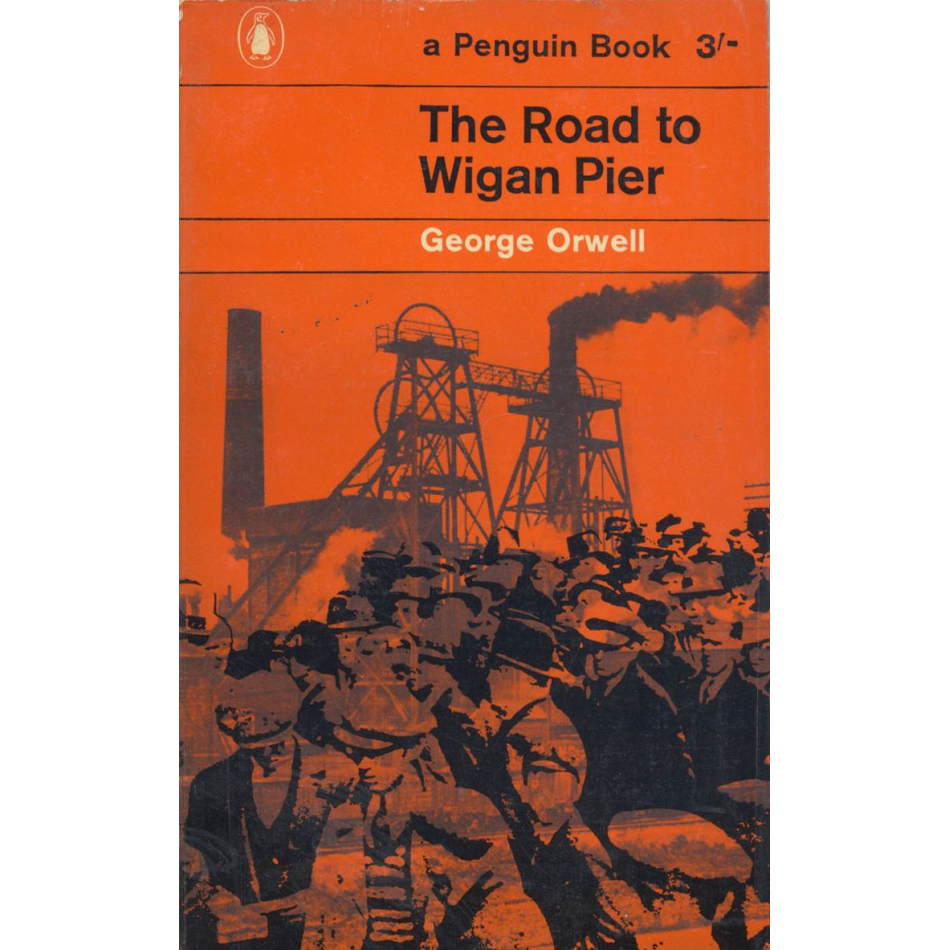 a Penguin Book 3/-
The Road to
Wigan Pier
George Orwell